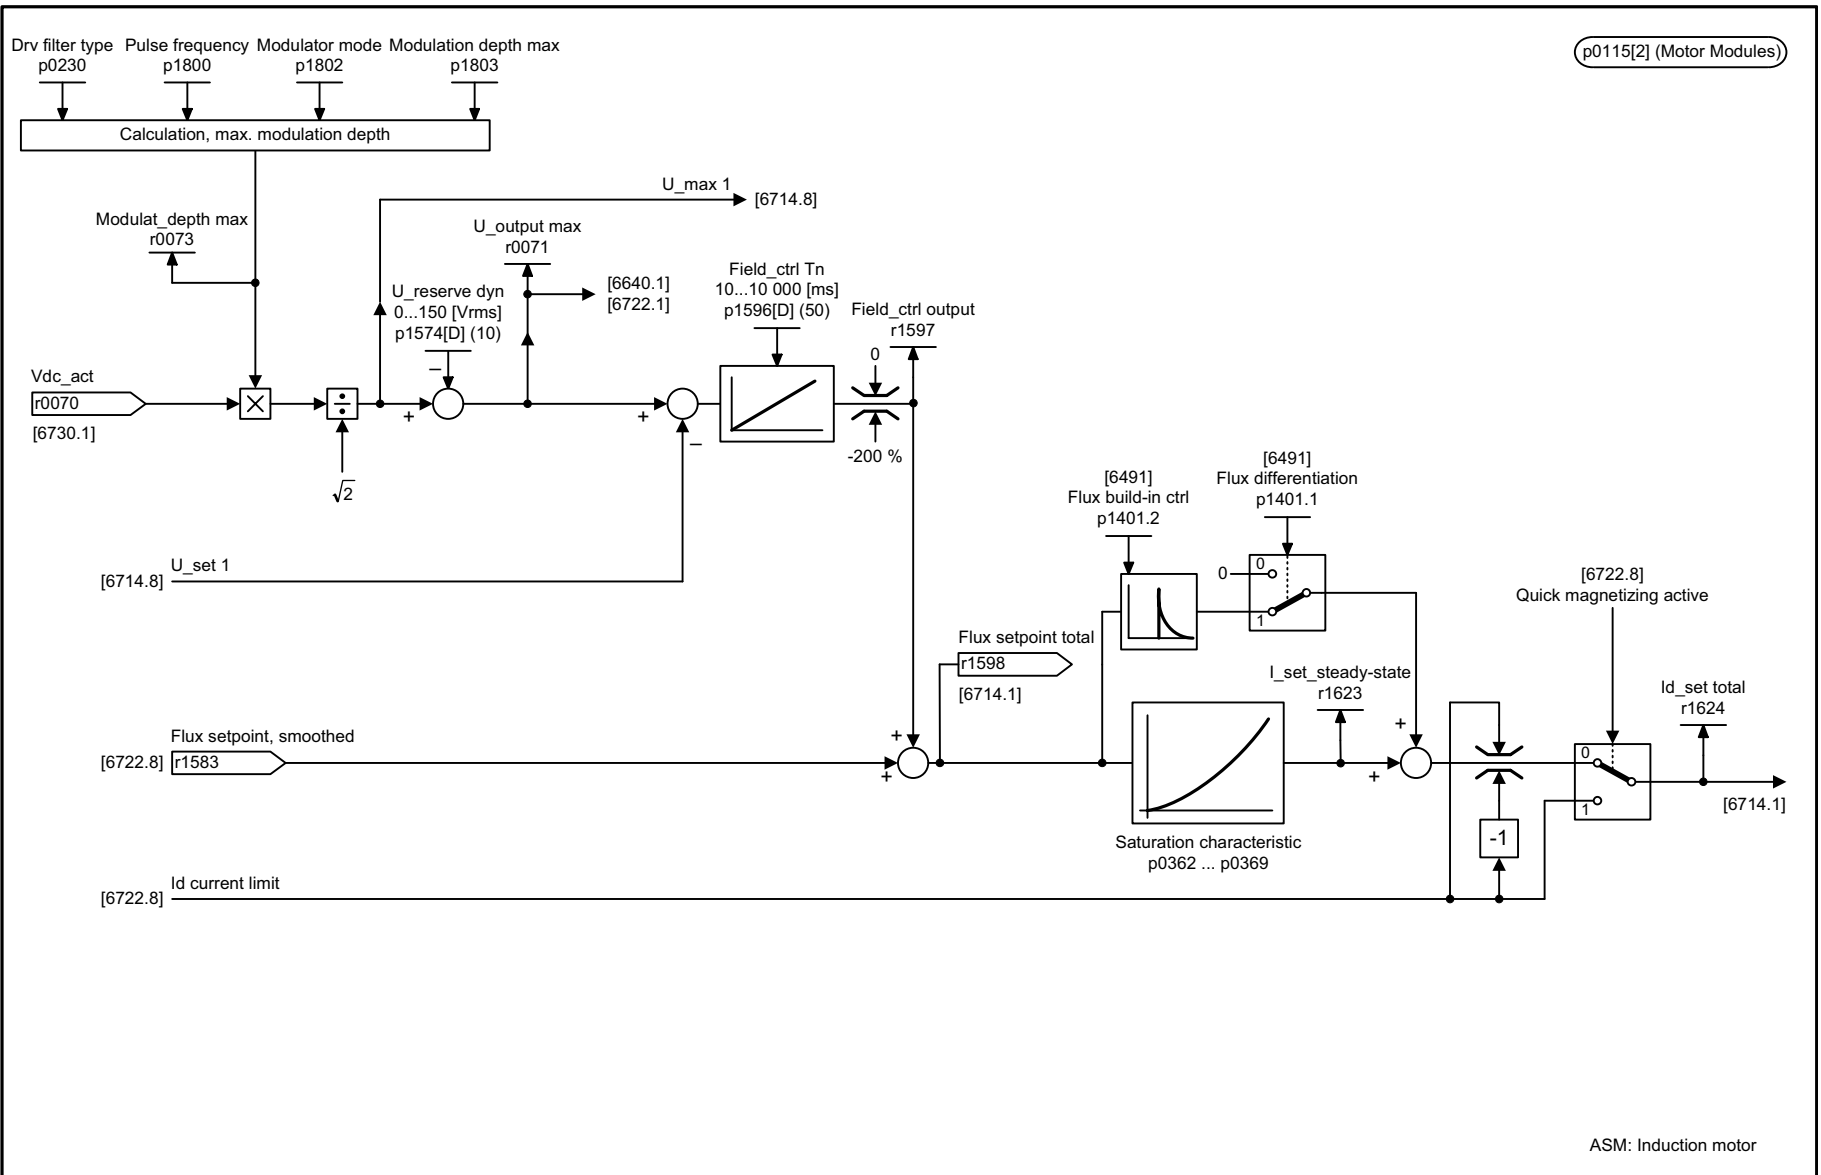 Drv filter type
p0230
Pulse frequency
p1800
Modulator mode
p1802
Modulation depth max
p1803
p0115[2] (Motor Modules)
Calculation, max. modulation depth
U_max 1
[6714.8]
Modulat_depth max
r0073
U_output max
r0071
[6640.1]
[6722.1]
U_reserve dyn
0...150 [Vrms]
p1574[D] (10)
Field_ctrl Tn
10...10 000 [ms]
p1596[D] (50)
Field_ctrl output
r1597
0
-200 %
Vdc_act
r0070
[6730.1]
×
÷
+
–
+
–
√2
U_set 1
[6714.8]
[6491]
Flux build-in ctrl
p1401.2
[6491]
Flux differentiation
p1401.1
0
0
1
[6722.8]
Quick magnetizing active
Flux setpoint total
r1598
[6714.1]
I_set_steady-state
r1623
Id_set total
r1624
Flux setpoint, smoothed
[6722.8]
r1583
+
+
+
+
0
1
[6714.1]
-1
Saturation characteristic
p0362 ... p0369
Id current limit
[6722.8]
ASM: Induction motor